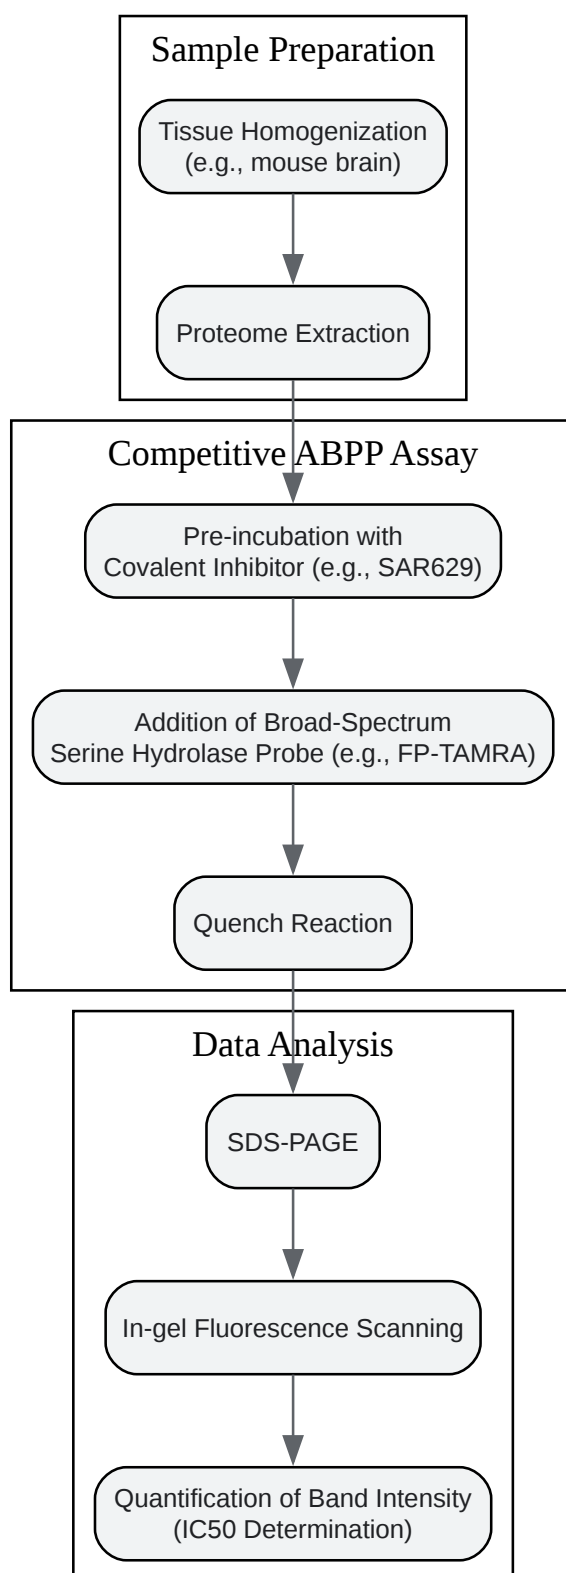 Sample Preparation
Tissue Homogenization
(e.g., mouse brain)
Proteome Extraction
Competitive ABPP Assay
Pre-incubation with
Covalent Inhibitor (e.g., SAR629)
Addition of Broad-Spectrum
Serine Hydrolase Probe (e.g., FP-TAMRA)
Quench Reaction
Data Analysis
SDS-PAGE
In-gel Fluorescence Scanning
Quantification of Band Intensity
(IC50 Determination)